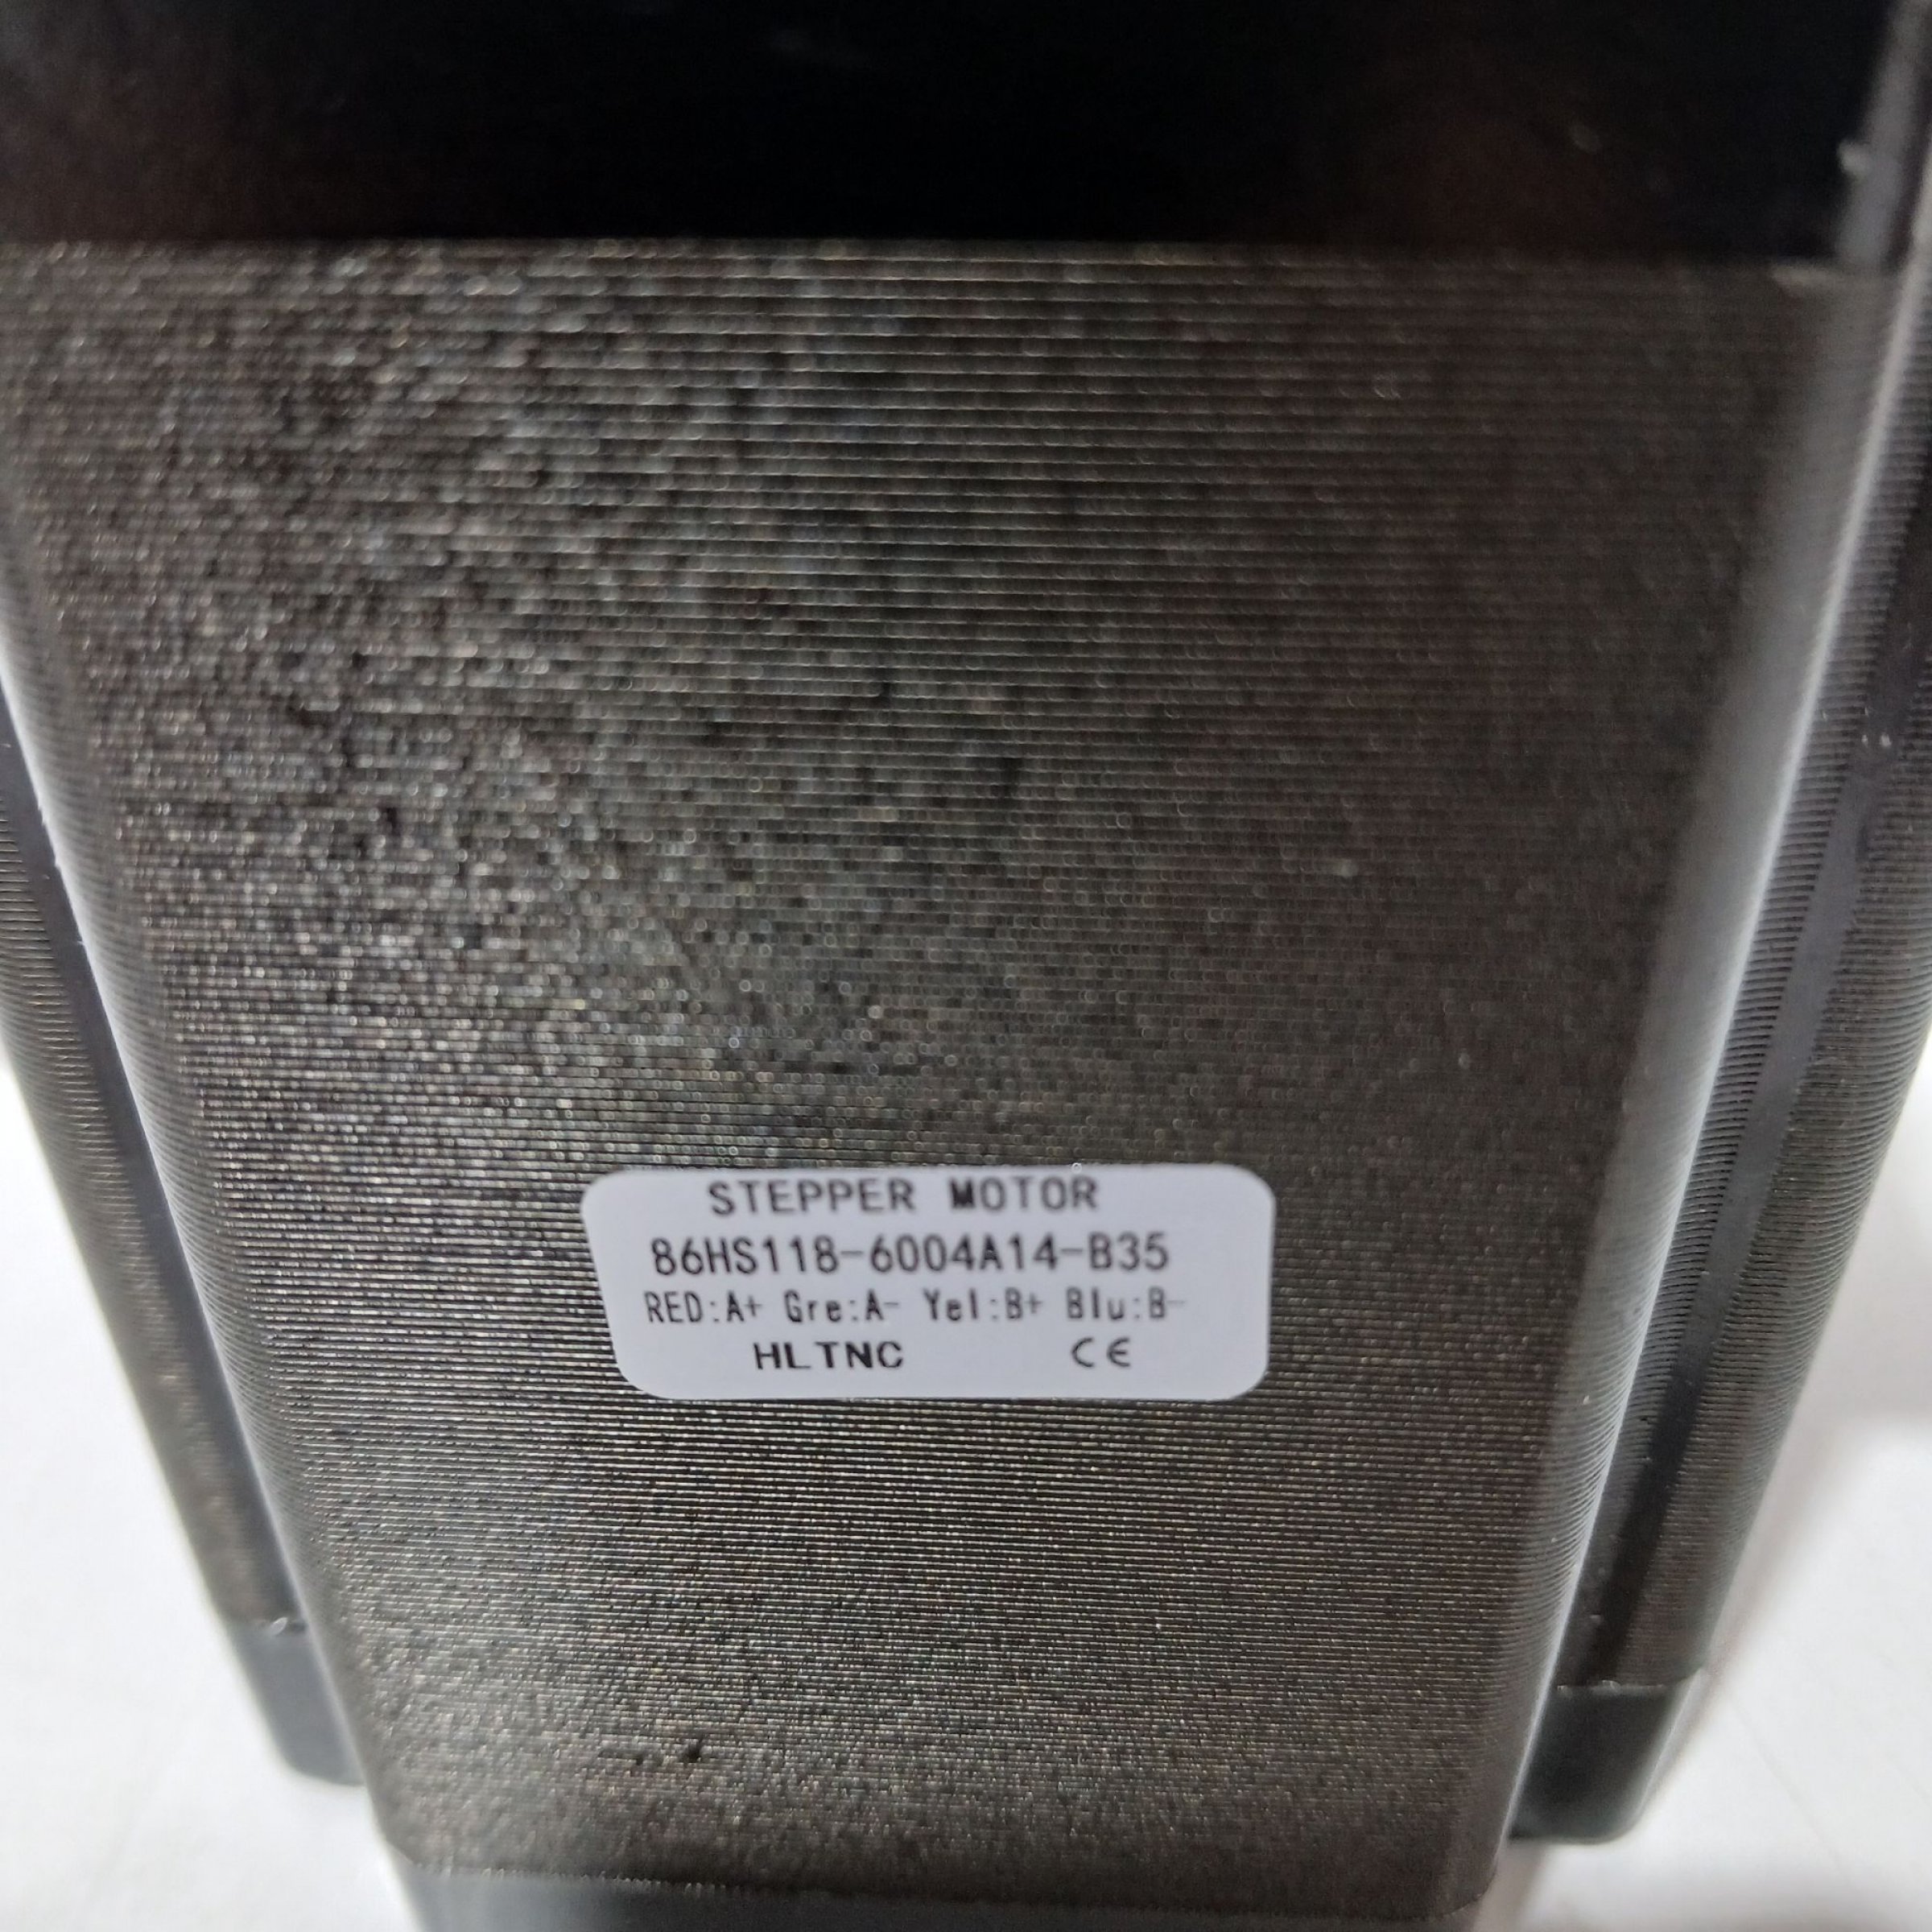 STEPPER MOTOR
86HS118-6004A14-B35
RED:A+ Gre:A- Yel:B+ Blu:B-
HLTNC CE